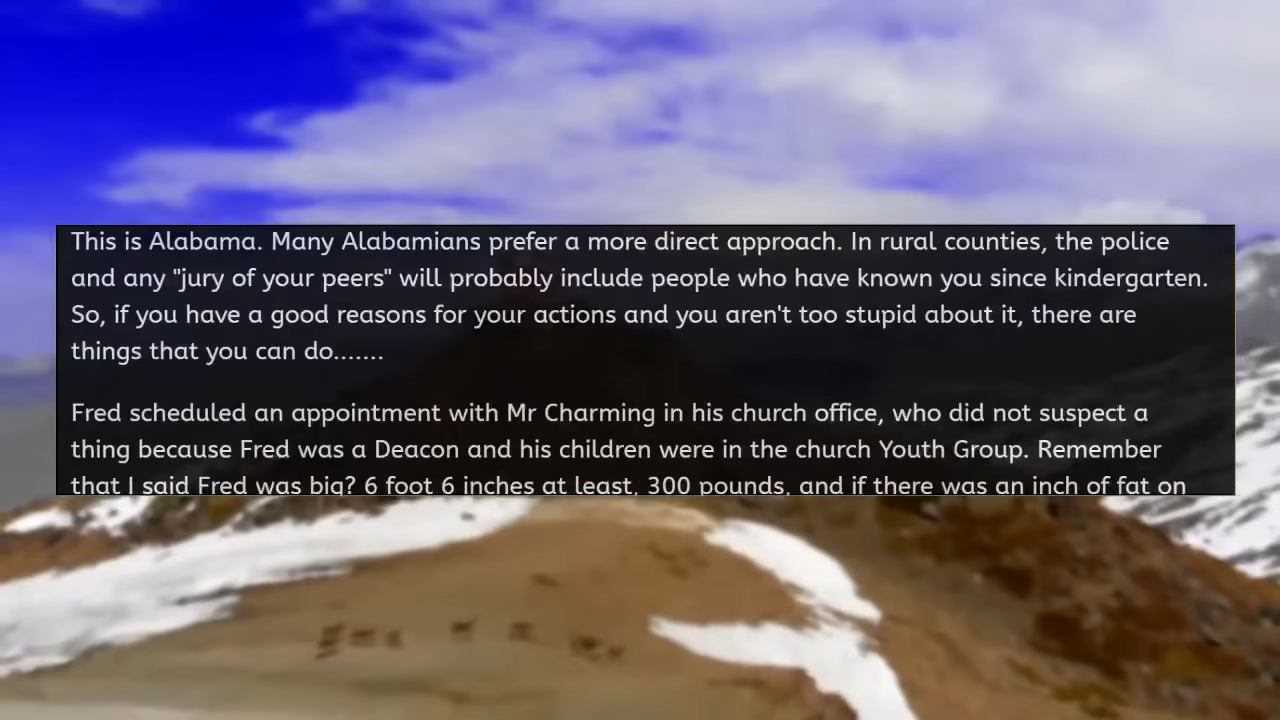 This is Alabama. Many Alabamians prefer a more direct approach. In rural counties, the police
and any "jury of your peers" will probably include people who have known you since kindergarten.
So, if you have a good reasons for your actions and you aren't too stupid about it, there are
things that you can do.......
Fred scheduled an appointment with Mr Charming in his church office, who did not suspect a
thing because Fred was a Deacon and his children were in the church Youth Group. Remember
that I said Fred was big? 6 foot 6 inches at least, 300 pounds, and if there was an inch of fat on